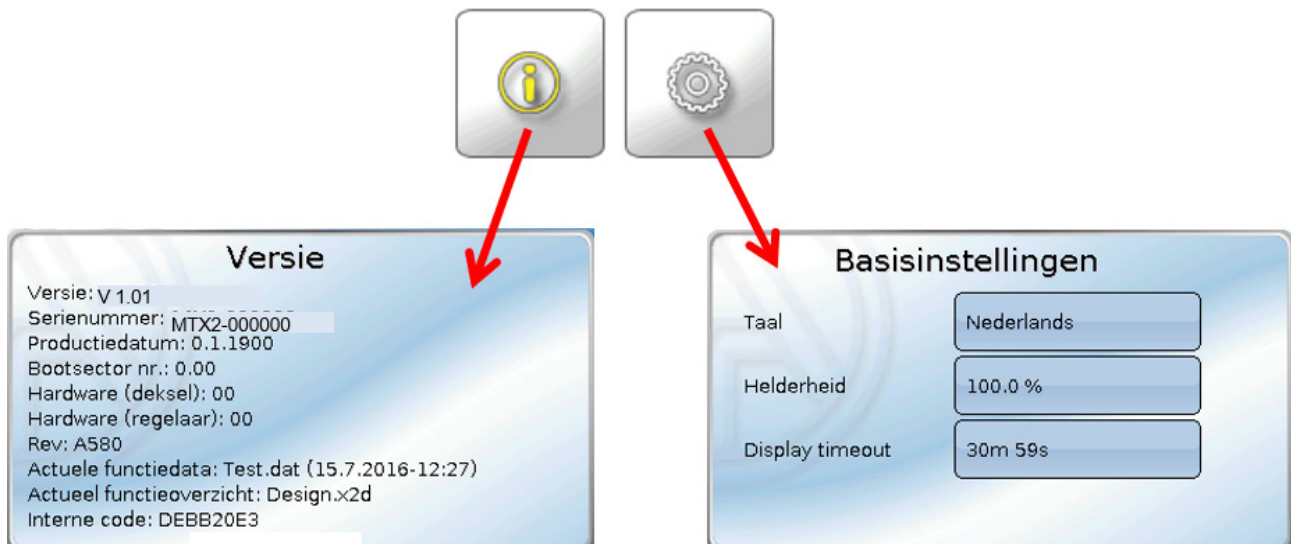 Versie
Versie: V 1.01
Serienummer: MTX2-000000
Productiedatum: 0.1.1900
Bootsector nr.: 0.00
Hardware (deksel): 00
Hardware (regelaar): 00
Rev: A580
Actuele functiedata: Test.dat (15.7.2016-12:27)
Actueel functieoverzicht: Design.x2d
Interne code: DEBB20E3
Basisinstellingen
Taal Nederlands
Helderheid 100.0 %
Display timeout 30m 59s